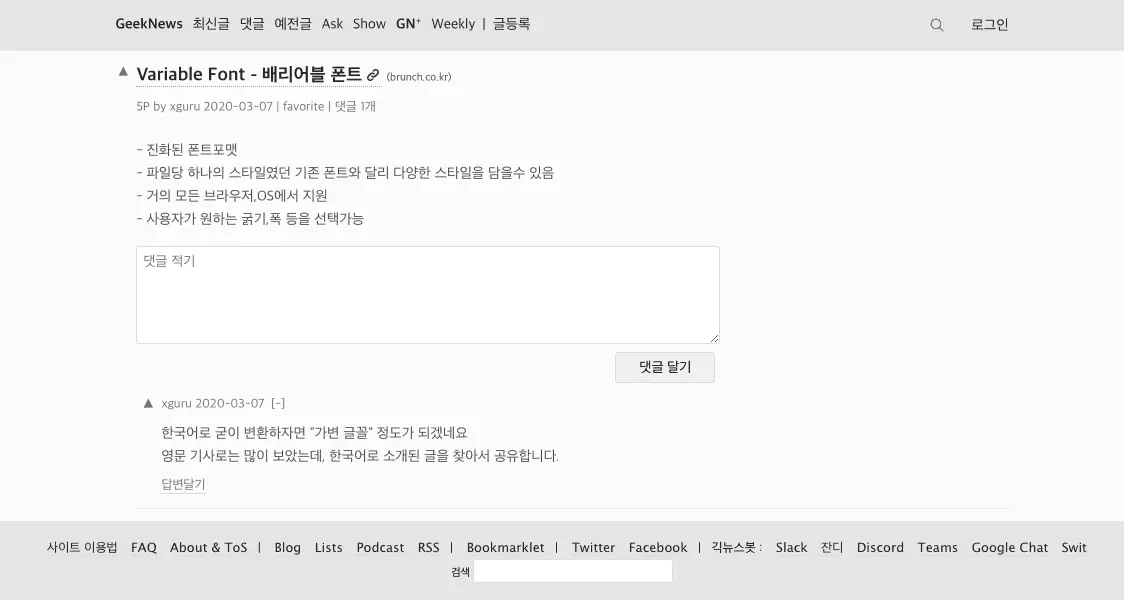 GeekNews 최신글 댓글 예전글 Ask Show GN⁺ Weekly | 글등록 로그인
▲ Variable Font - 배리어블 폰트 (brunch.co.kr)
5P by xguru 2020-03-07 | favorite | 댓글 1개
- 진화된 폰트포맷
- 파일당 하나의 스타일였던 기존 폰트와 달리 다양한 스타일을 담을수 있음
- 거의 모든 브라우저,OS에서 지원
- 사용자가 원하는 굵기,폭 등을 선택가능
댓글 적기
댓글 달기
▲ xguru 2020-03-07 [-]
한국어로 굳이 변환하자면 "가변 글꼴" 정도가 되겠네요
영문 기사로는 많이 보았는데, 한국어로 소개된 글을 찾아서 공유합니다.
답변달기
사이트 이용법 FAQ About & ToS | Blog Lists Podcast RSS | Bookmarklet | Twitter Facebook | 긱뉴스봇 : Slack 잔디 Discord Teams Google Chat Swit
검색